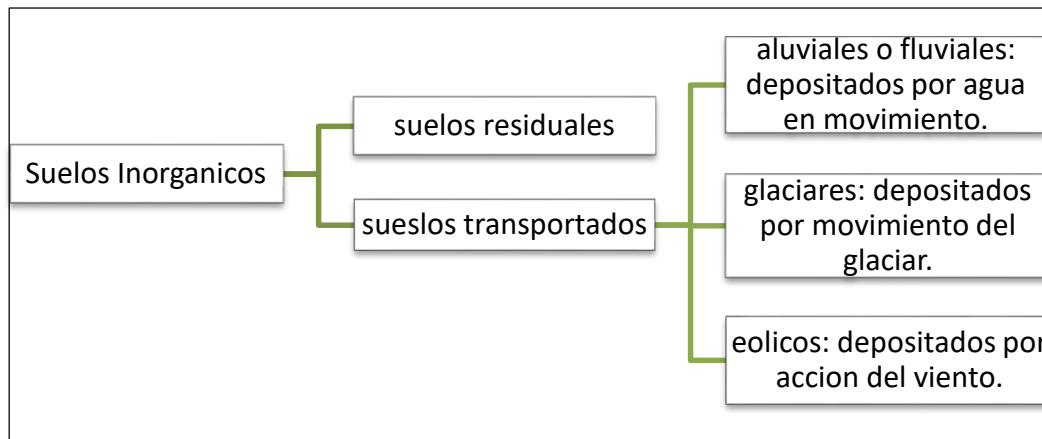 Suelos Inorganicos
suelos residuales
sueslos transportados
aluviales o fluviales:
depositados por agua
en movimiento.
glaciares: depositados
por movimiento del
glaciar.
eolicos: depositados por
accion del viento.